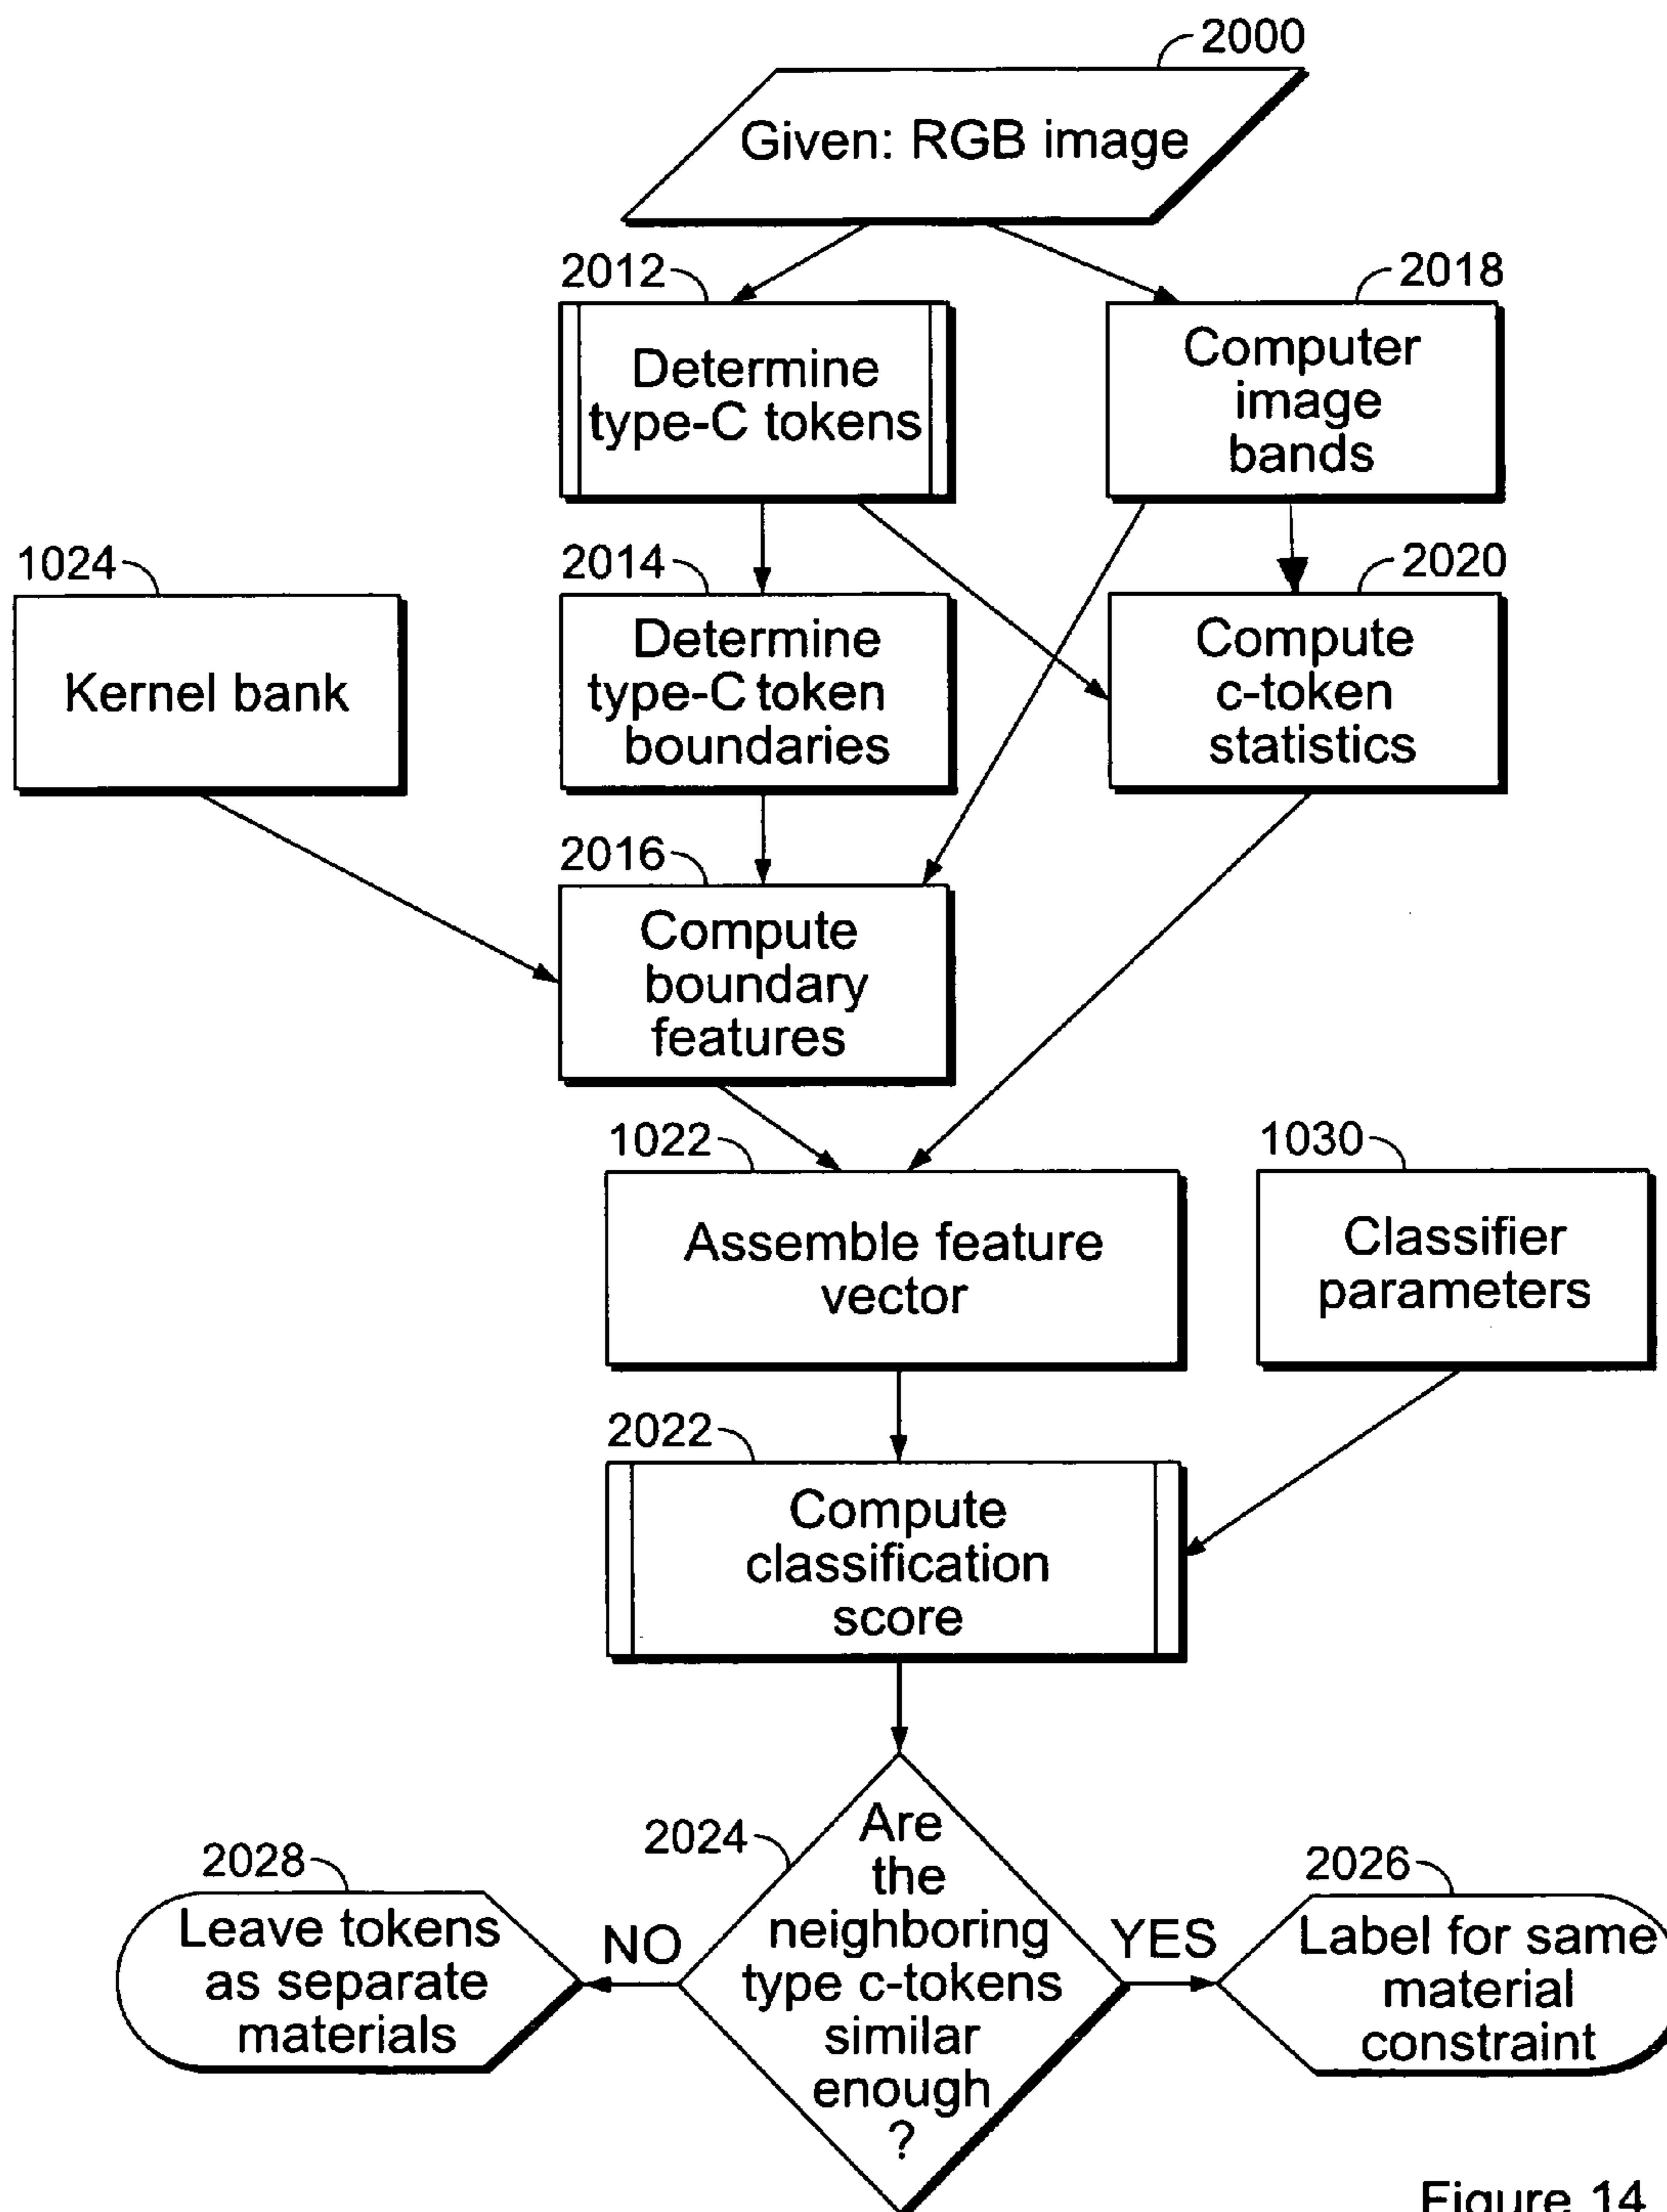 2000
Given: RGB image
2012
Determine
type-C tokens
2018
Computer
image
bands
1024
Kernel bank
2014
Determine
type-C token
boundaries
2020
Compute
c-token
statistics
2016
Compute
boundary
features
1022
Assemble feature
vector
1030
Classifier
parameters
2022
Compute
classification
score
2024
Are
the
neighboring
type c-tokens
similar
enough
?
NO
YES
2028
Leave tokens
as separate
materials
2026
Label for same
material
constraint
Figure 14